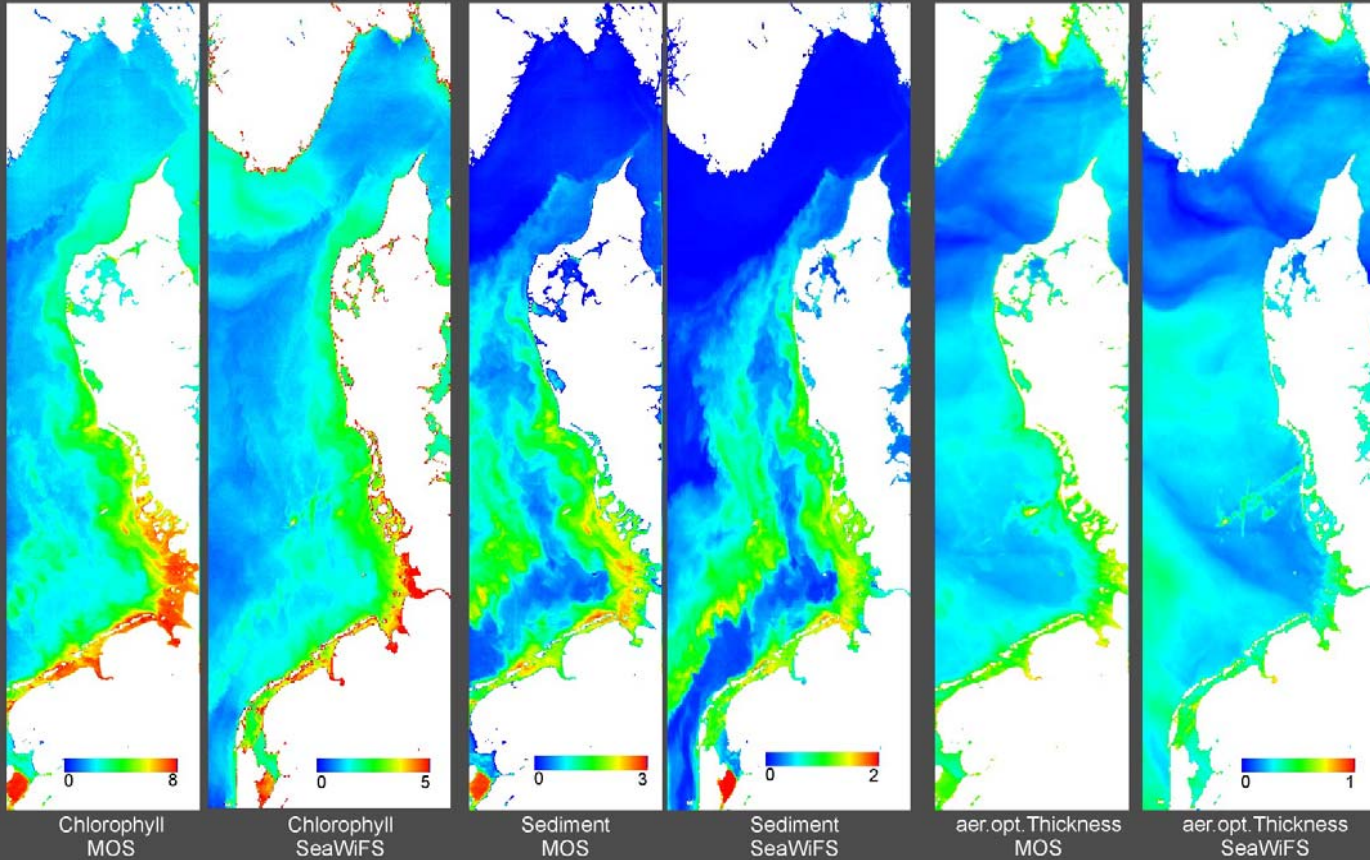 0 8
0 5
0 3
0 2
0 1
Chlorophyll
MOS
Chlorophyll
SeaWiFS
Sediment
MOS
Sediment
SeaWiFS
aer.opt.Thickness
MOS
aer.opt.Thickness
SeaWiFS